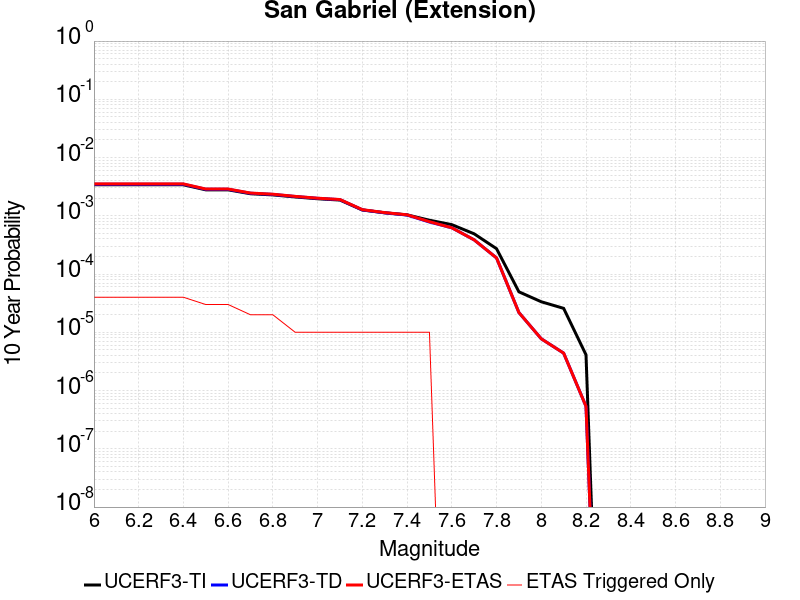 San Gabriel (Extension)
10^0
10^-1
10^-2
10^-3
10^-4
10^-5
10^-6
10^-7
10^-8
10 Year Probability
6 6.2 6.4 6.6 6.8 7 7.2 7.4 7.6 7.8 8 8.2 8.4 8.6 8.8 9
Magnitude
UCERF3-TI UCERF3-TD UCERF3-ETAS ETAS Triggered Only